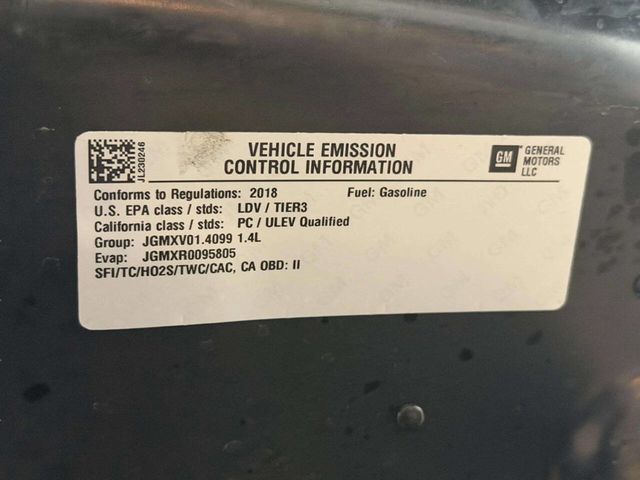 JL230246
VEHICLE EMISSION
CONTROL INFORMATION
GM
GENERAL
MOTORS
LLC
Conforms to Regulations: 2018 Fuel: Gasoline
U.S. EPA class / stds: LDV / TIER3
California class / stds: PC / ULEV Qualified
Group: JGMXV01.4099 1.4L
Evap: JGMXR0095805
SFI/TC/HO2S/TWC/CAC, CA OBD: II